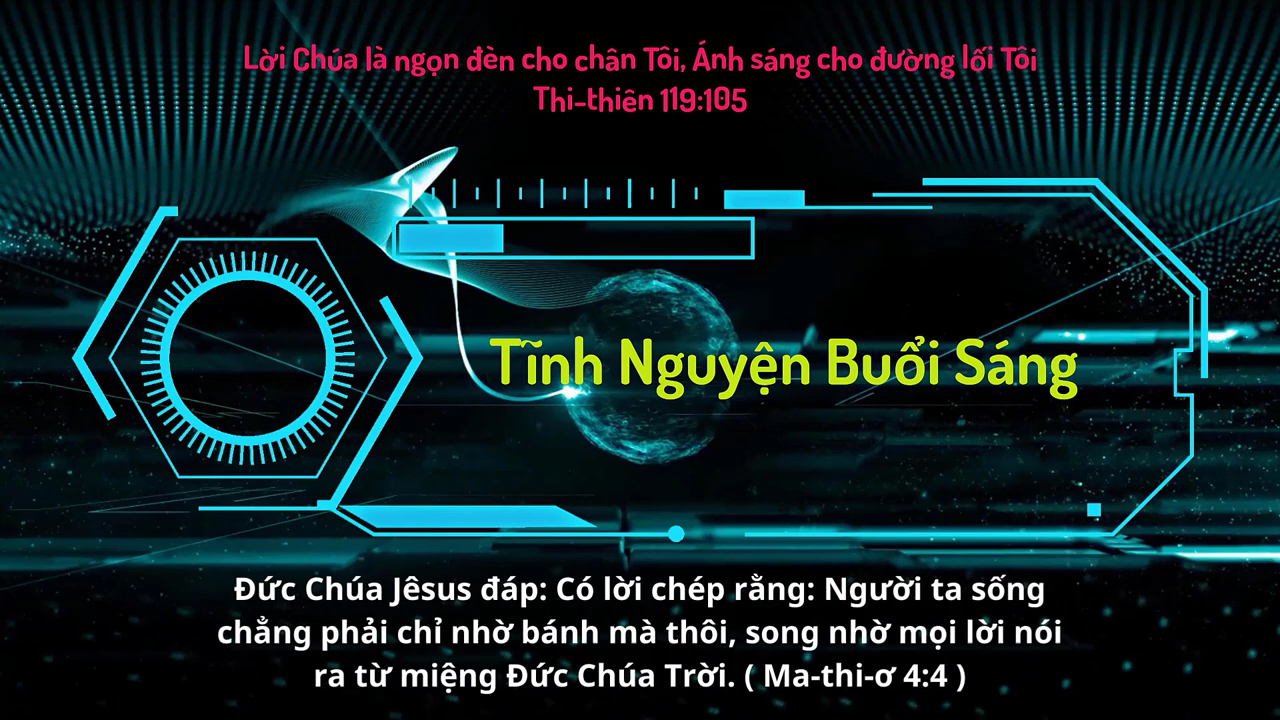 Lời Chúa là ngọn đèn cho chân Tôi, Ánh sáng cho đường lối Tôi
Thi-thiên 119:105
Tĩnh Nguyện Buổi Sáng
Đức Chúa Jêsus đáp: Có lời chép rằng: Người ta sống
chẳng phải chỉ nhờ bánh mà thôi, song nhờ mọi lời nói
ra từ miệng Đức Chúa Trời. ( Ma-thi-ơ 4:4 )